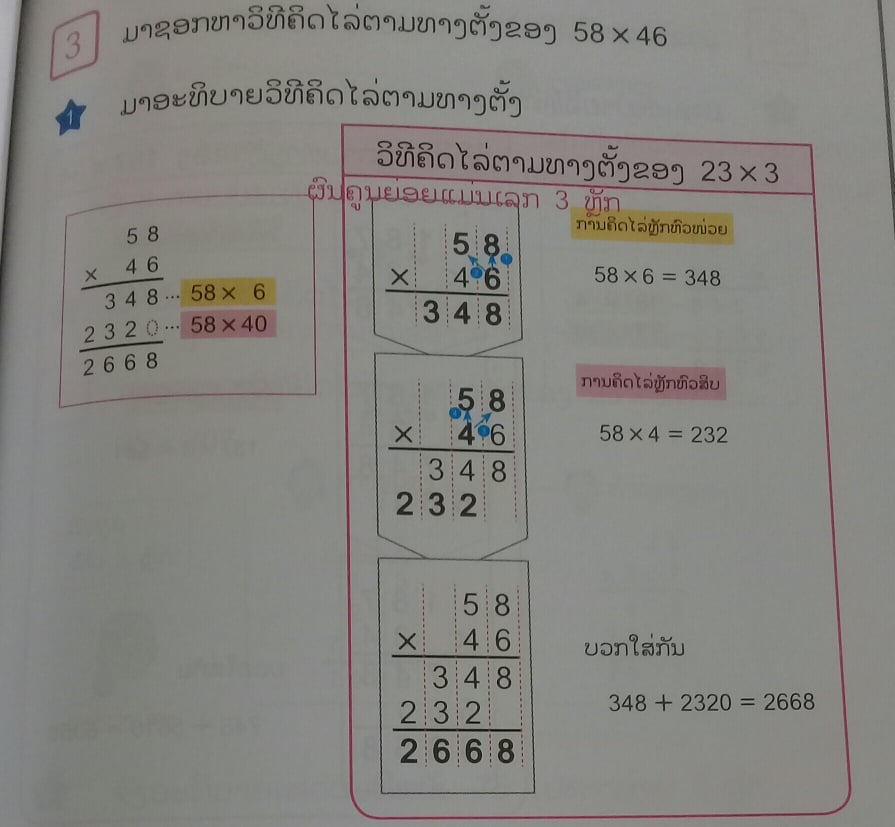 3 ມາຊອກຫາວິທີຄິດໄລ່ຕາມທາງຕັ້ງຂອງ 58 × 46
1 ມາອະທິບາຍວິທີຄິດໄລ່ຕາມທາງຕັ້ງ
ວິທີຄິດໄລ່ຕາມທາງຕັ້ງຂອງ 23 × 3
ຜົນຄູນຍ່ອຍແມ່ນເລກ 3 ຫຼັກ
58
× 46
348 ··· 58 × 6
2320 ··· 58 × 40
2668
58
× 46
348
ການຄິດໄລ່ຫຼັກຫົວໜ່ອຍ
58 × 6 = 348
58
× 46
348
232
ການຄິດໄລ່ຫຼັກຫົວສິບ
58 × 4 = 232
58
× 46
348
232
2668
ບວກໃສ່ກັນ
348 + 2320 = 2668